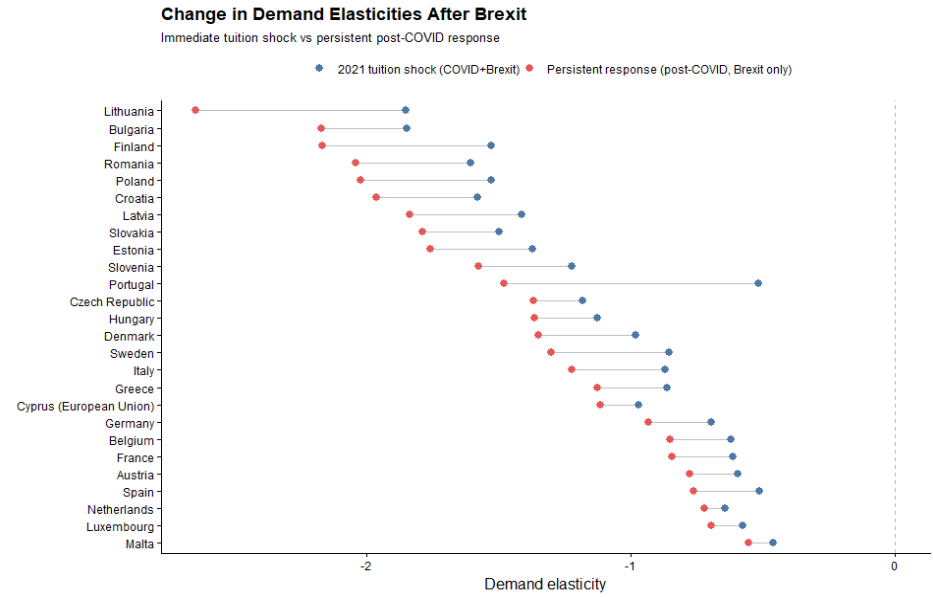 Change in Demand Elasticities After Brexit
Immediate tuition shock vs persistent post-COVID response
2021 tuition shock (COVID+Brexit) Persistent response (post-COVID, Brexit only)
Lithuania
Bulgaria
Finland
Romania
Poland
Croatia
Latvia
Slovakia
Estonia
Slovenia
Portugal
Czech Republic
Hungary
Denmark
Sweden
Italy
Greece
Cyprus (European Union)
Germany
Belgium
France
Austria
Spain
Netherlands
Luxembourg
Malta
-2 -1 0
Demand elasticity